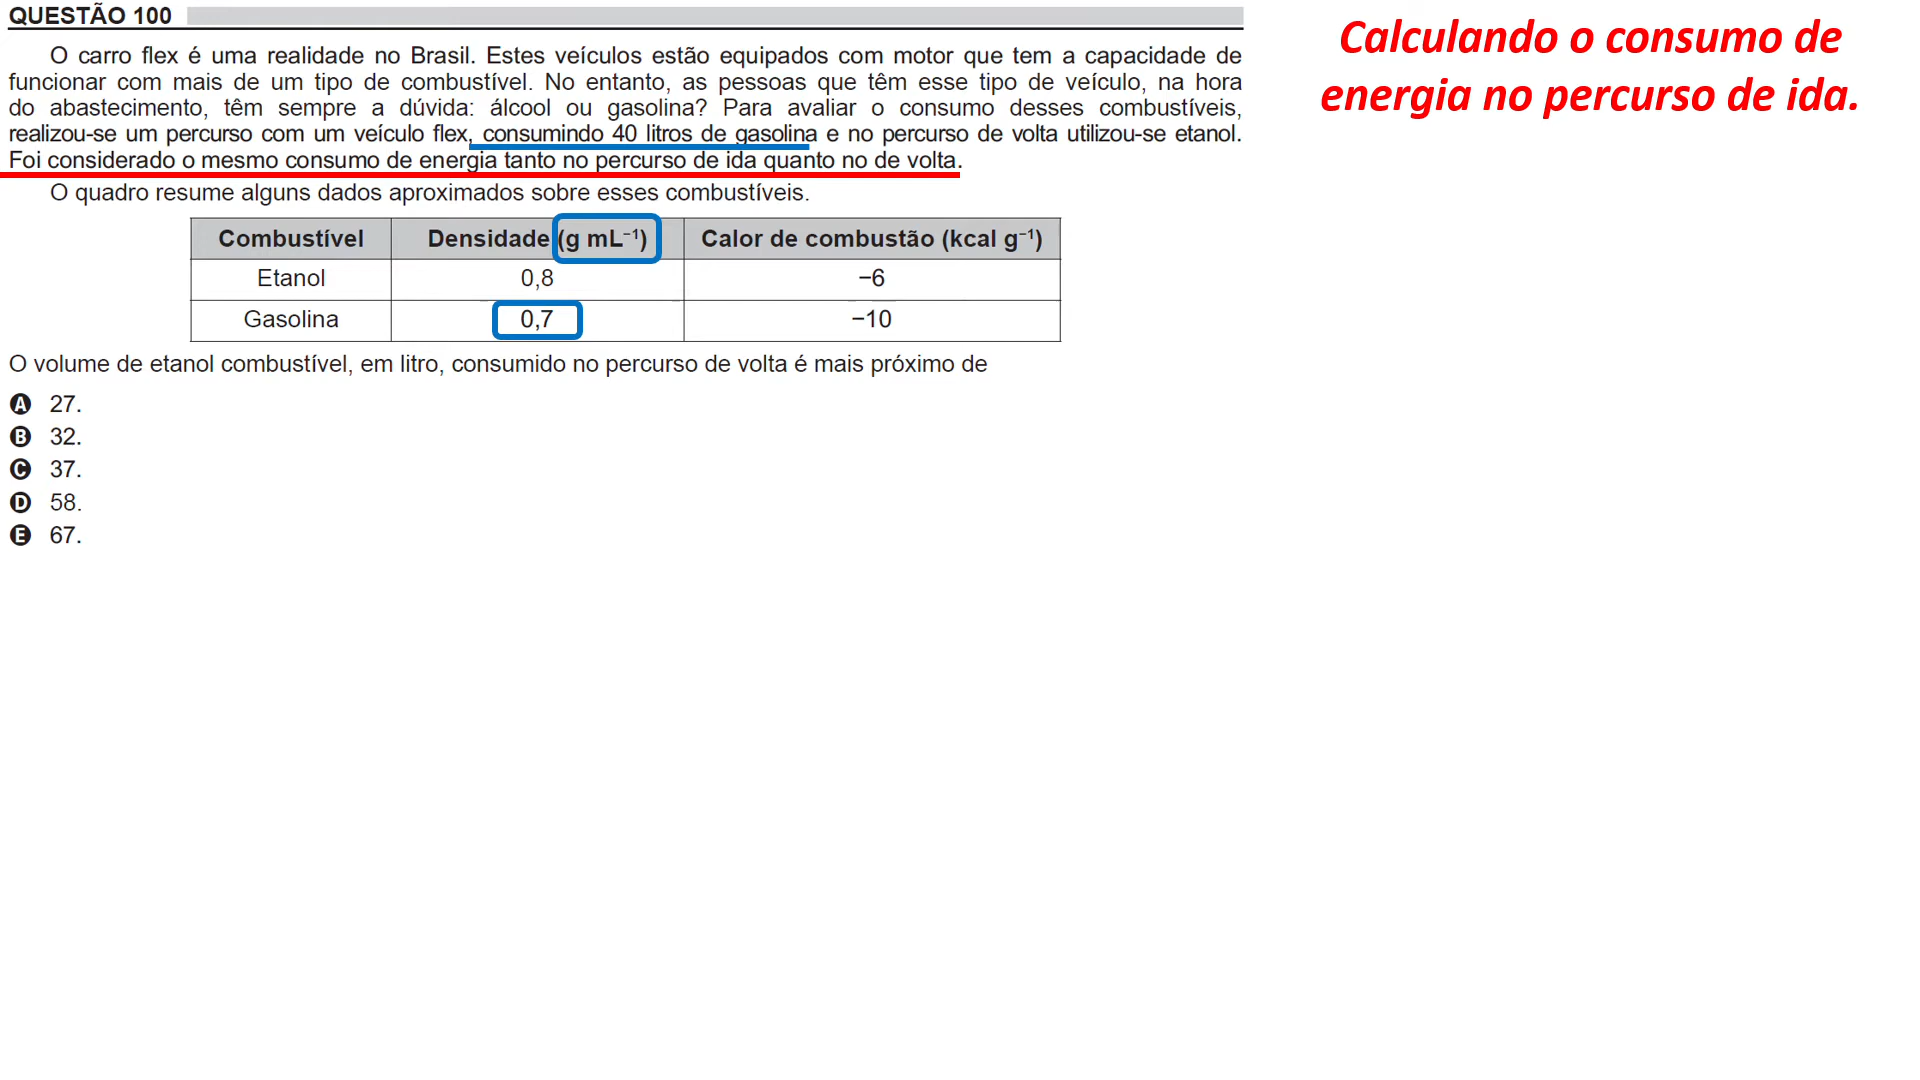 QUESTÃO 100
O carro flex é uma realidade no Brasil. Estes veículos estão equipados com motor que tem a capacidade de
funcionar com mais de um tipo de combustível. No entanto, as pessoas que têm esse tipo de veículo, na hora
do abastecimento, têm sempre a dúvida: álcool ou gasolina? Para avaliar o consumo desses combustíveis,
realizou-se um percurso com um veículo flex, consumindo 40 litros de gasolina e no percurso de volta utilizou-se etanol.
Foi considerado o mesmo consumo de energia tanto no percurso de ida quanto no de volta.
O quadro resume alguns dados aproximados sobre esses combustíveis.
Combustível Densidade (g mL⁻¹) Calor de combustão (kcal g⁻¹)
Etanol 0,8 −6
Gasolina 0,7 −10
O volume de etanol combustível, em litro, consumido no percurso de volta é mais próximo de
A 27.
B 32.
C 37.
D 58.
E 67.
Calculando o consumo de
energia no percurso de ida.